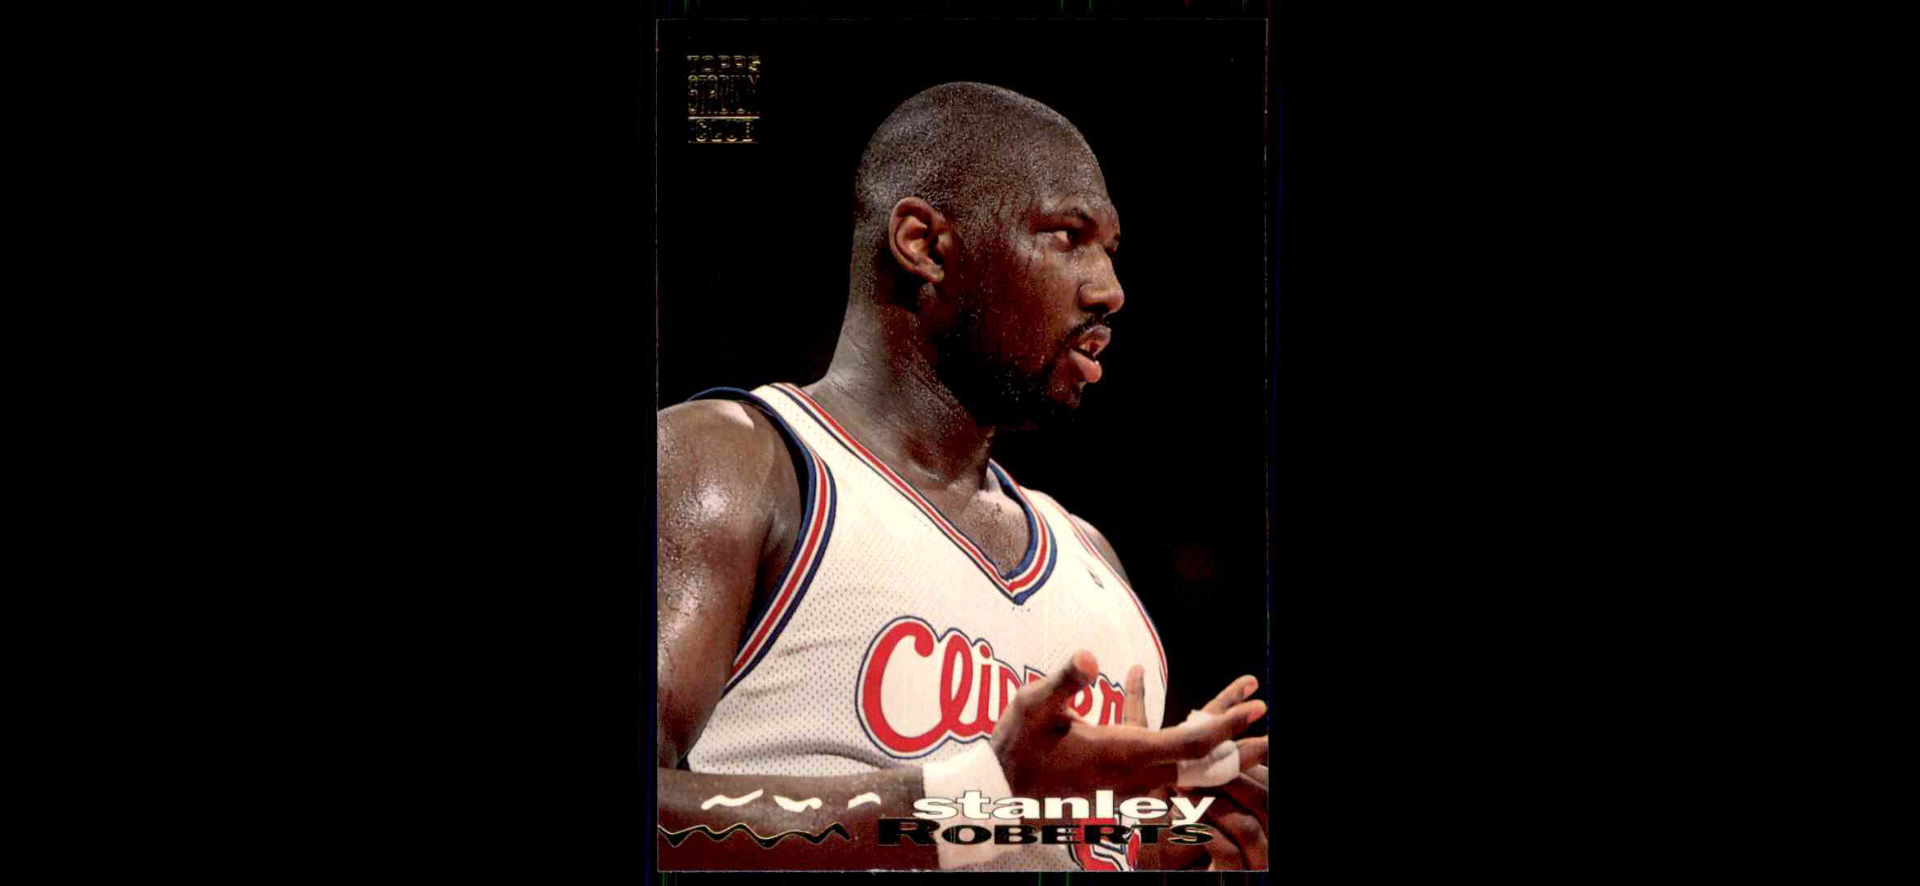 TOPPS
STADIUM
CLUB
Clippers
stanley
ROBERTS